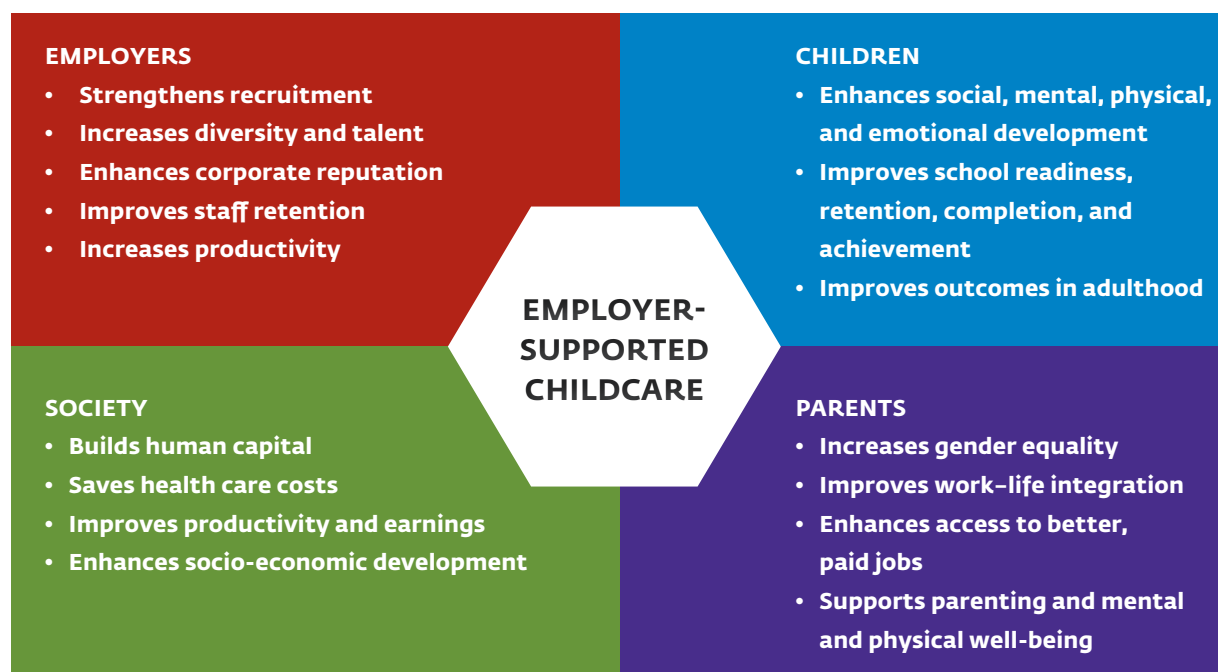 EMPLOYERS
• Strengthens recruitment
• Increases diversity and talent
• Enhances corporate reputation
• Improves staff retention
• Increases productivity
CHILDREN
• Enhances social, mental, physical,
and emotional development
• Improves school readiness,
retention, completion, and
achievement
• Improves outcomes in adulthood
EMPLOYER-
SUPPORTED
CHILDCARE
SOCIETY
• Builds human capital
• Saves health care costs
• Improves productivity and earnings
• Enhances socio-economic development
PARENTS
• Increases gender equality
• Improves work–life integration
• Enhances access to better,
paid jobs
• Supports parenting and mental
and physical well-being